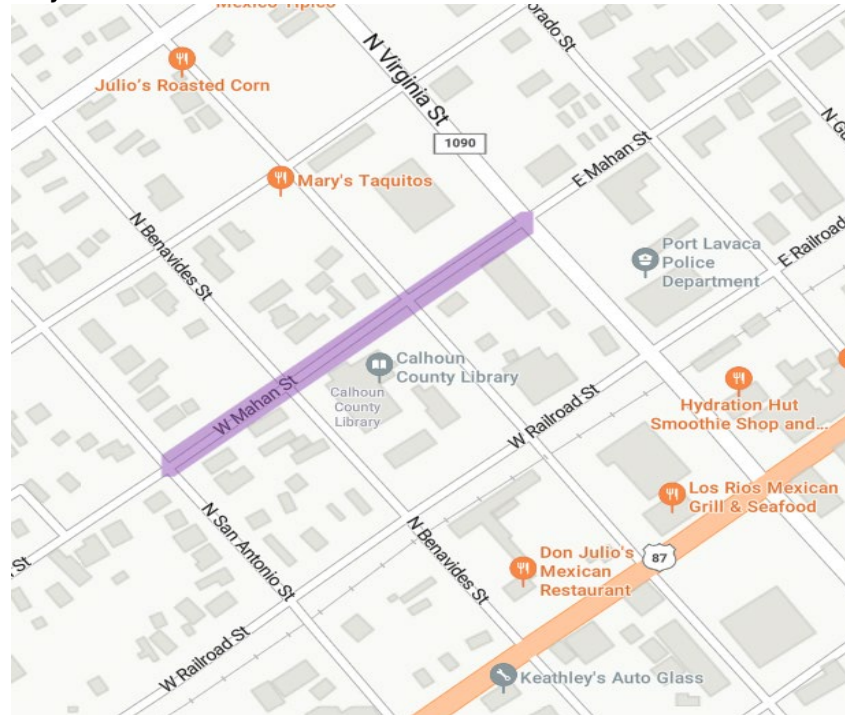 Julio's Roasted Corn
N Virginia St
1090
E Mahan St
Mary's Taquitos
Port Lavaca
Police
Department
E Railroad
N Benavides St
Calhoun
County Library
Calhoun
County
Library
W Mahan St
W Railroad St
Hydration Hut
Smoothie Shop and...
Los Rios Mexican
Grill & Seafood
N San Antonio St
N Benavides St
87
Don Julio's
Mexican
Restaurant
W Railroad St
Keathley's Auto Glass